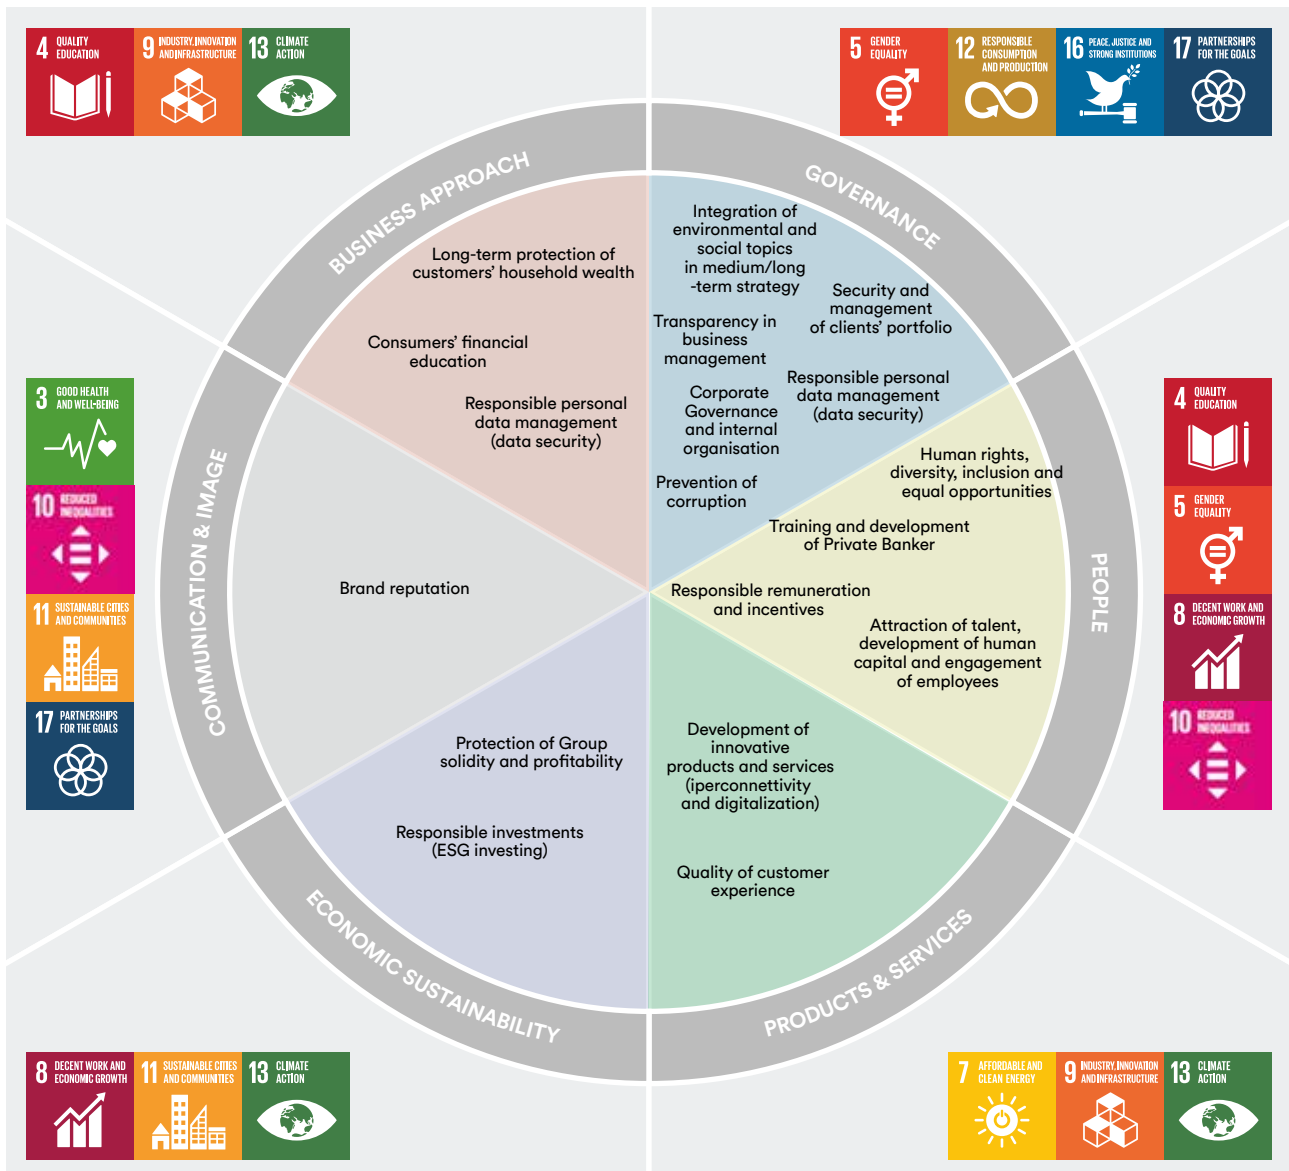 4 QUALITY
EDUCATION
9 INDUSTRY, INNOVATION
AND INFRASTRUCTURE
13 CLIMATE
ACTION
5 GENDER
EQUALITY
12 RESPONSIBLE
CONSUMPTION
AND PRODUCTION
16 PEACE, JUSTICE AND
STRONG INSTITUTIONS
17 PARTNERSHIPS
FOR THE GOALS
BUSINESS APPROACH
Long-term protection of
customers' household wealth
Consumers' financial
education
Responsible personal
data management
(data security)
GOVERNANCE
Integration of
environmental and
social topics
in medium/long
-term strategy
Security and
management
of clients' portfolio
Transparency in
business
management
Responsible personal
data management
(data security)
Corporate
Governance
and internal
organisation
Prevention of
corruption
3 GOOD HEALTH
AND WELL-BEING
10 REDUCED
INEQUALITIES
11 SUSTAINABLE CITIES
AND COMMUNITIES
17 PARTNERSHIPS
FOR THE GOALS
COMMUNICATION & IMAGE
Brand reputation
PEOPLE
Human rights,
diversity, inclusion and
equal opportunities
Training and development
of Private Banker
Responsible remuneration
and incentives
Attraction of talent,
development of human
capital and engagement
of employees
4 QUALITY
EDUCATION
5 GENDER
EQUALITY
8 DECENT WORK AND
ECONOMIC GROWTH
10 REDUCED
INEQUALITIES
ECONOMIC SUSTAINABILITY
Protection of Group
solidity and profitability
Responsible investments
(ESG investing)
PRODUCTS & SERVICES
Development of
innovative
products and services
(iperconnettivity
and digitalization)
Quality of customer
experience
8 DECENT WORK AND
ECONOMIC GROWTH
11 SUSTAINABLE CITIES
AND COMMUNITIES
13 CLIMATE
ACTION
7 AFFORDABLE AND
CLEAN ENERGY
9 INDUSTRY, INNOVATION
AND INFRASTRUCTURE
13 CLIMATE
ACTION